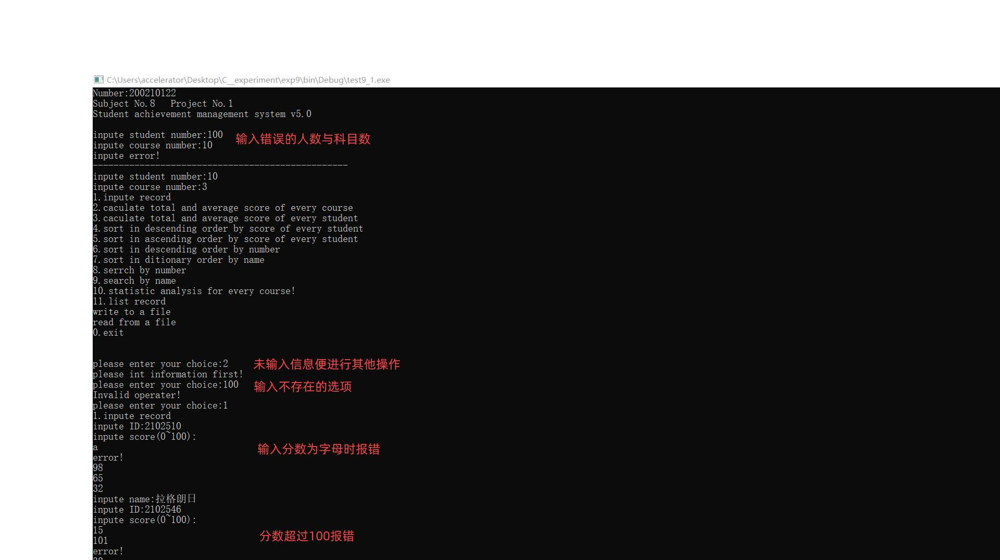 C:\Users\accelerator\Desktop\C__experiment\exp9\bin\Debug\test9_1.exe
Number:200210122
Subject No.8   Project No.1
Student achievement management system v5.0
inpute student number:100
输入错误的人数与科目数
inpute course number:10
inpute error!
-------------------------------------------------
inpute student number:10
inpute course number:3
1.inpute record
2.caculate total and average score of every course
3.caculate total and average score of every student
4.sort in descending order by score of every student
5.sort in ascending order by score of every student
6.sort in descending order by number
7.sort in ditionary order by name
8.serrch by number
9.search by name
10.statistic analysis for every course!
11.list record
write to a file
read from a file
0.exit
please enter your choice:2 未输入信息便进行其他操作
please int information first!
please enter your choice:100 输入不存在的选项
Invalid operater!
please enter your choice:1
1.inpute record
inpute ID:2102510
inpute score(0~100):
a 输入分数为字母时报错
error!
98
65
32
inpute name:拉格朗日
inpute ID:2102546
inpute score(0~100):
15
分数超过100报错
101
error!